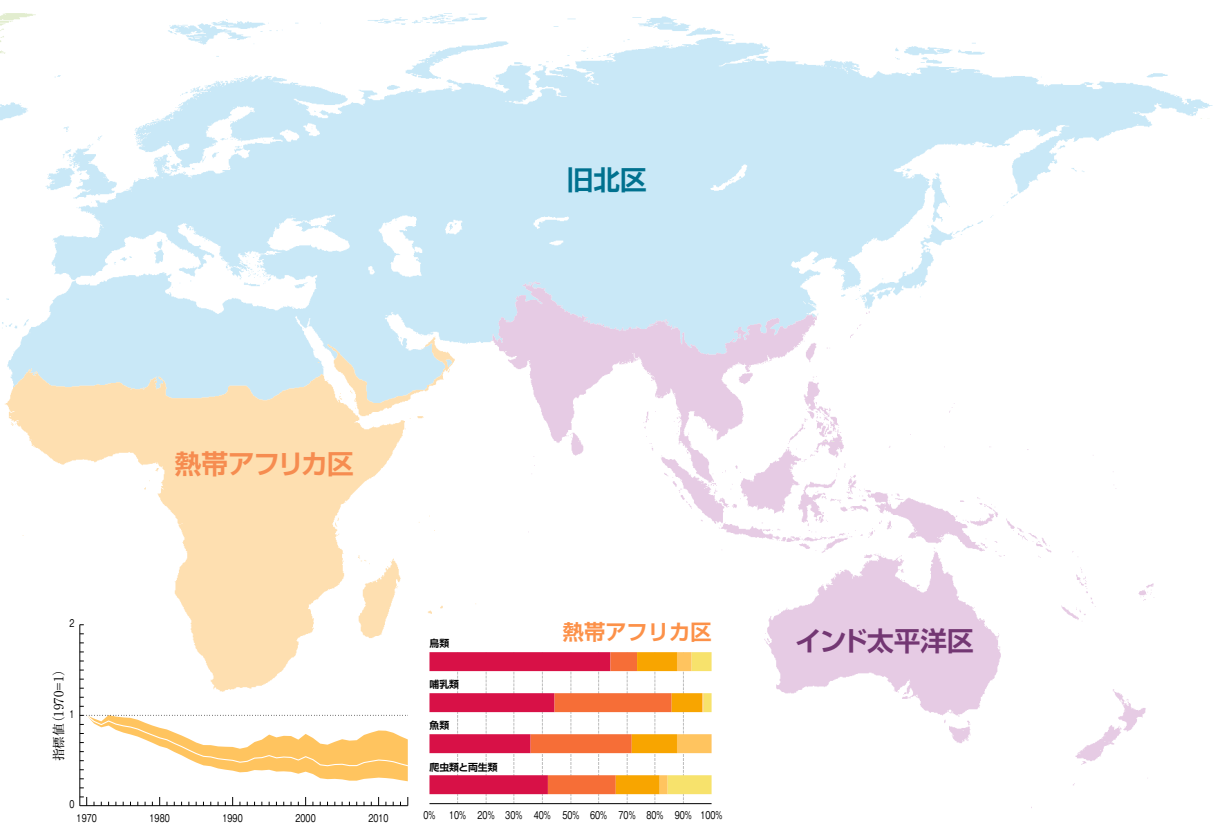 旧北区
熱帯アフリカ区
インド太平洋区
指標値(1970=1)
2
1
0
1970 1980 1990 2000 2010
熱帯アフリカ区
鳥類
哺乳類
魚類
爬虫類と両生類
0% 10% 20% 30% 40% 50% 60% 70% 80% 90% 100%